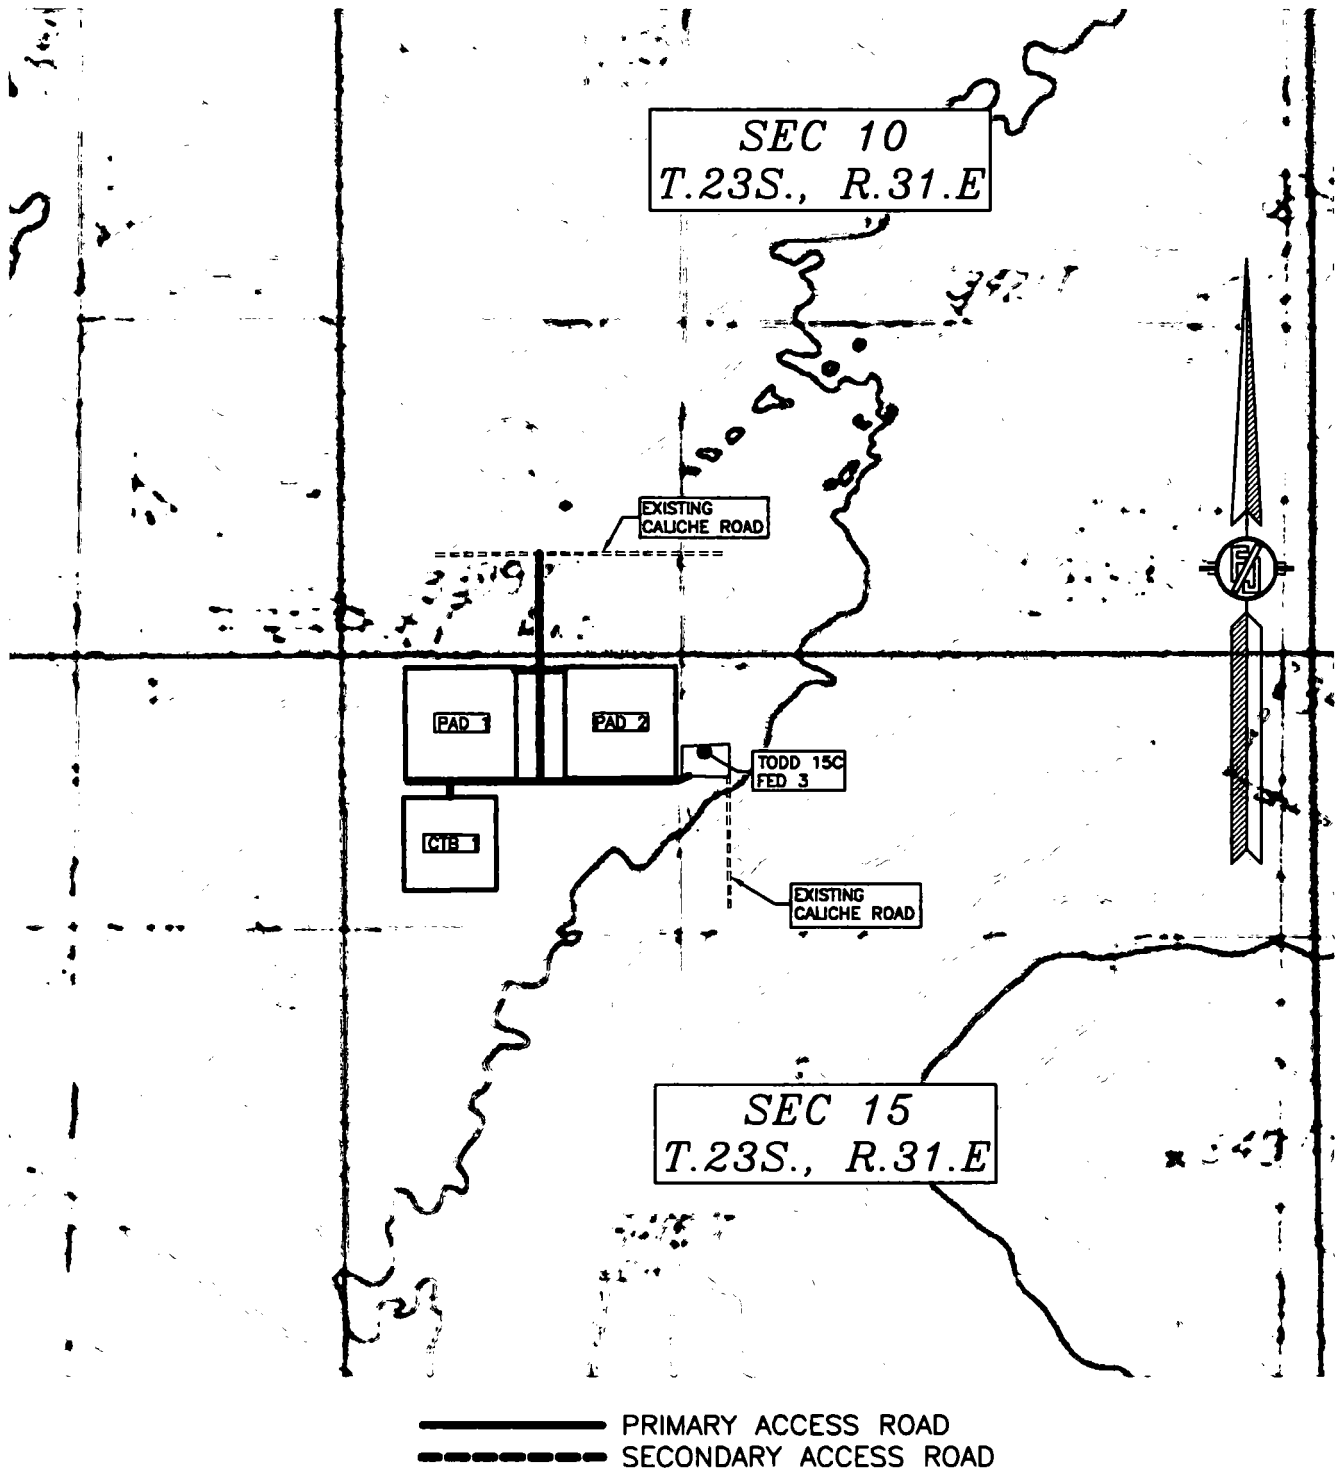 SEC 10
T.23S., R.31.E
EXISTING
CALICHE ROAD
PAD 1
PAD 2
TODD 15C
FED 3
CTB 1
EXISTING
CALICHE ROAD
SEC 15
T.23S., R.31.E
PRIMARY ACCESS ROAD
SECONDARY ACCESS ROAD